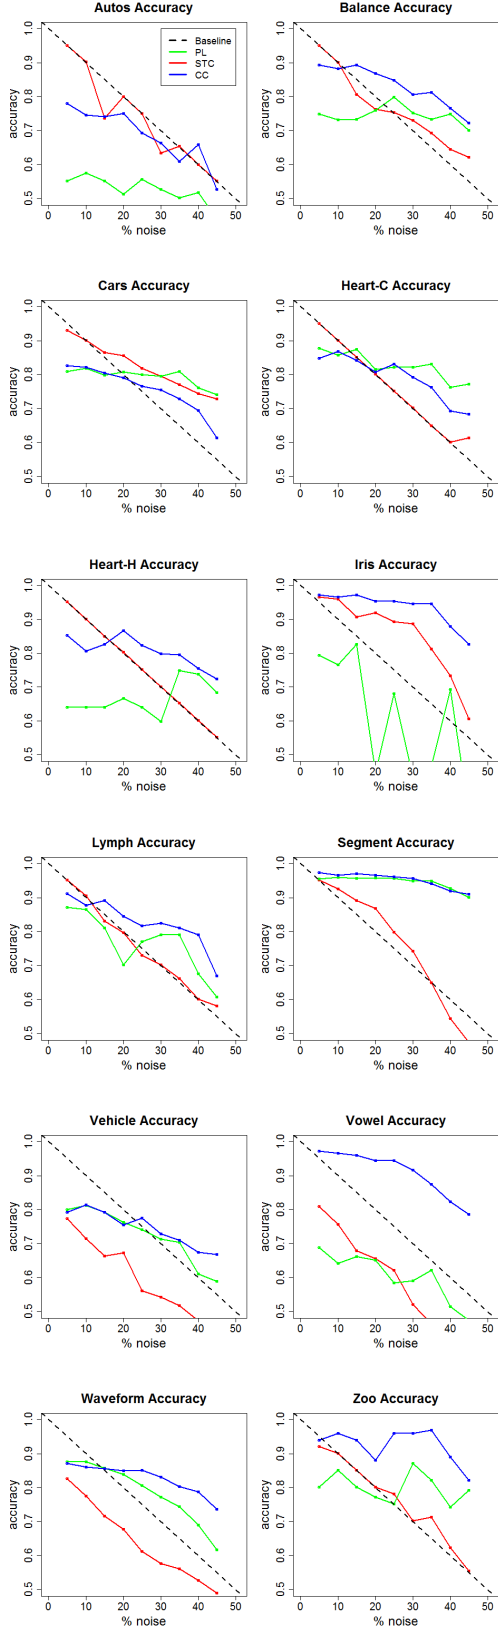 Autos Accuracy
Balance Accuracy
accuracy
0.5 0.6 0.7 0.8 0.9 1.0
Baseline
PL
STC
CC
0 10 20 30 40 50
% noise
accuracy
0.5 0.6 0.7 0.8 0.9 1.0
0 10 20 30 40 50
% noise
Cars Accuracy
Heart-C Accuracy
accuracy
0.5 0.6 0.7 0.8 0.9 1.0
0 10 20 30 40 50
% noise
accuracy
0.5 0.6 0.7 0.8 0.9 1.0
0 10 20 30 40 50
% noise
Heart-H Accuracy
Iris Accuracy
accuracy
0.5 0.6 0.7 0.8 0.9 1.0
0 10 20 30 40 50
% noise
accuracy
0.5 0.6 0.7 0.8 0.9 1.0
0 10 20 30 40 50
% noise
Lymph Accuracy
Segment Accuracy
accuracy
0.5 0.6 0.7 0.8 0.9 1.0
0 10 20 30 40 50
% noise
accuracy
0.5 0.6 0.7 0.8 0.9 1.0
0 10 20 30 40 50
% noise
Vehicle Accuracy
Vowel Accuracy
accuracy
0.5 0.6 0.7 0.8 0.9 1.0
0 10 20 30 40 50
% noise
accuracy
0.5 0.6 0.7 0.8 0.9 1.0
0 10 20 30 40 50
% noise
Waveform Accuracy
Zoo Accuracy
accuracy
0.5 0.6 0.7 0.8 0.9 1.0
0 10 20 30 40 50
% noise
accuracy
0.5 0.6 0.7 0.8 0.9 1.0
0 10 20 30 40 50
% noise